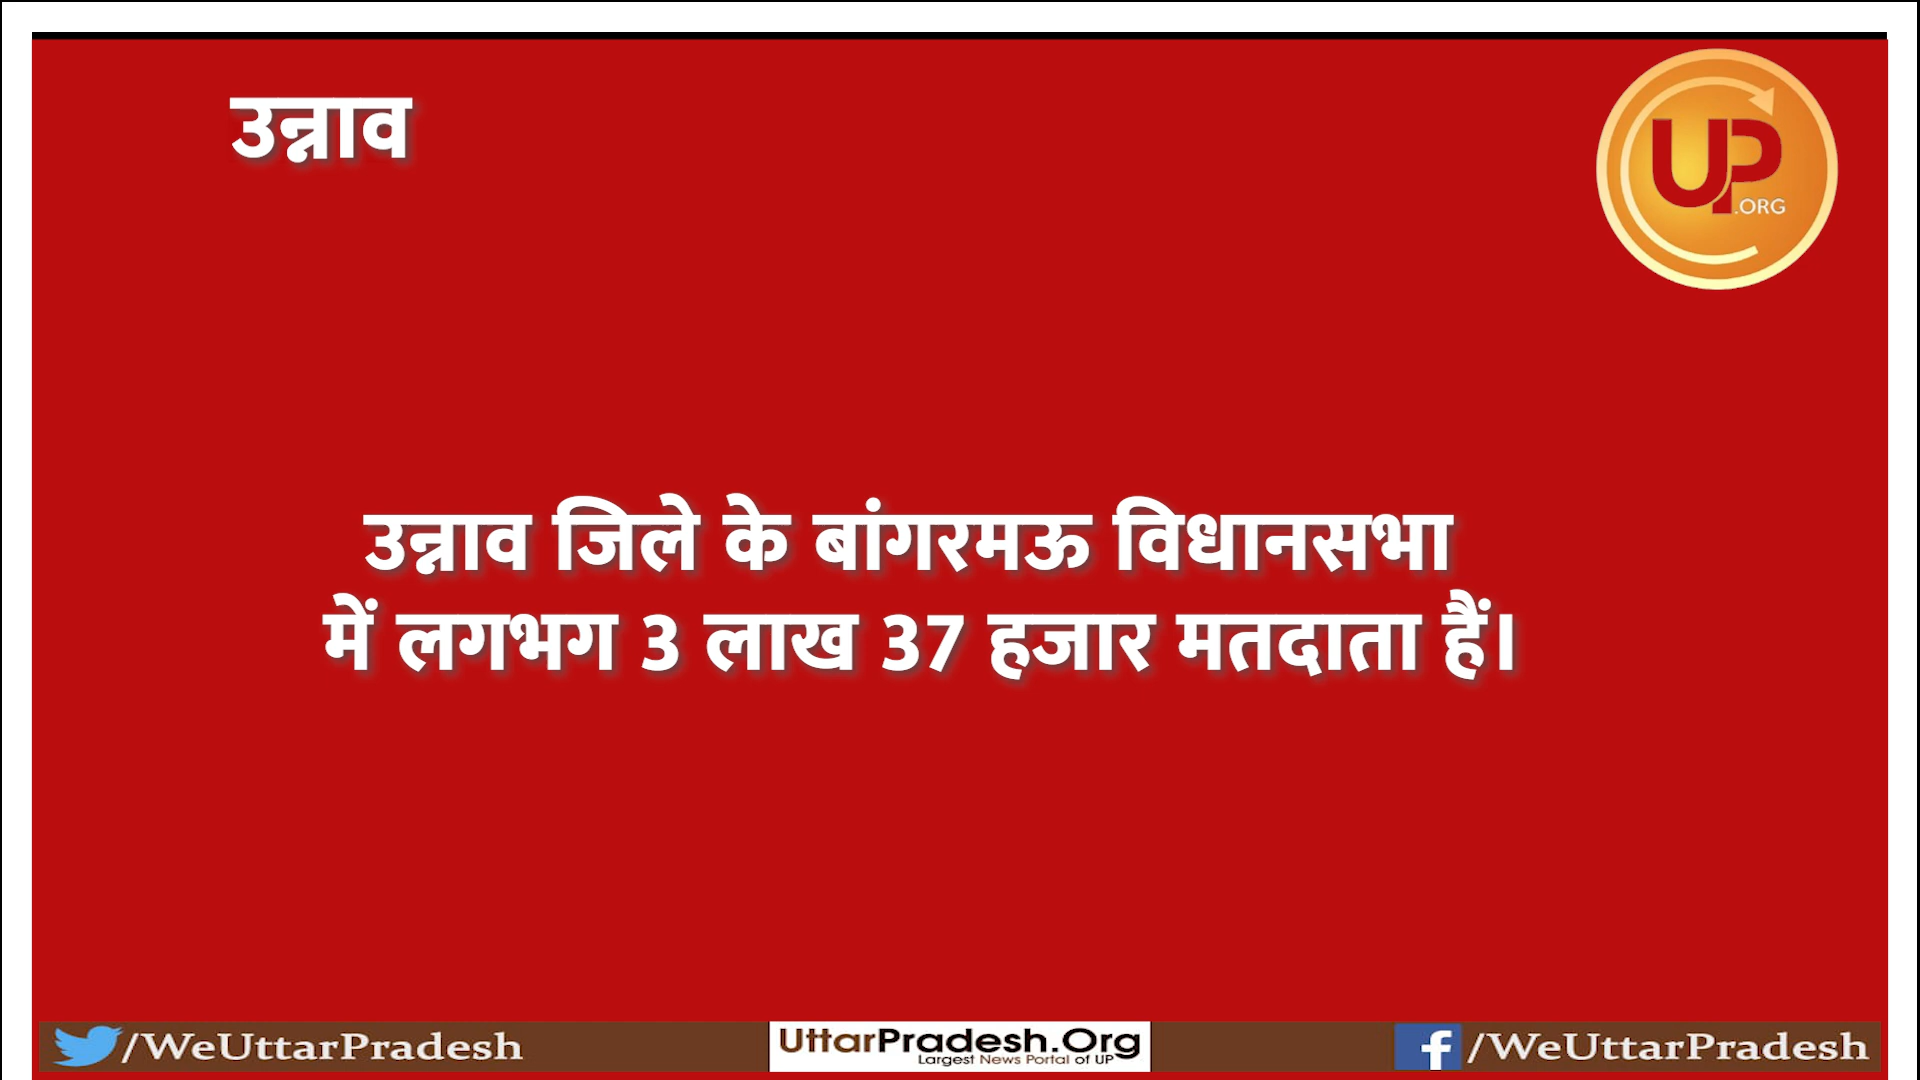 उन्नाव
UP
.ORG
उन्नाव जिले के बांगरमऊ विधानसभा
में लगभग 3 लाख 37 हजार मतदाता हैं।
/WeUttarPradesh
UttarPradesh.Org
Largest News Portal of UP
f /WeUttarPradesh